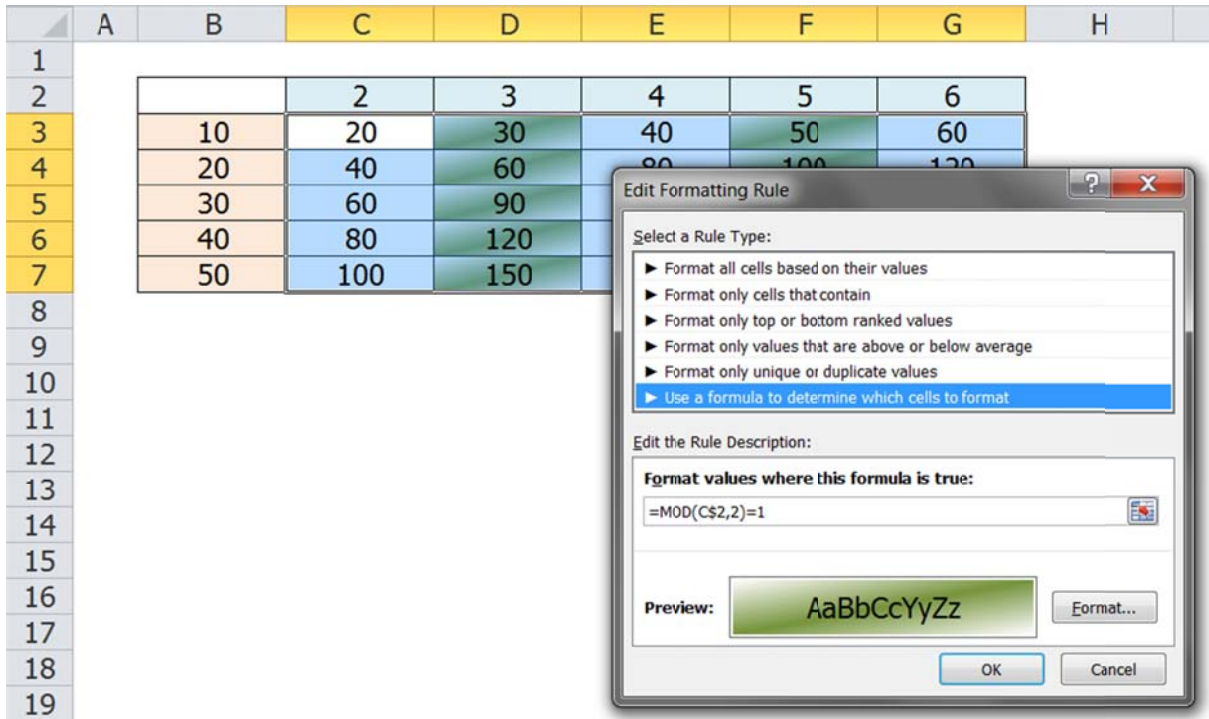 A B C D E F G H
1
2 2 3 4 5 6
3 10 20 30 40 50 60
4 20 40 60 80 100 120
5 30 60 90
6 40 80 120
7 50 100 150
8
9
10
11
12
13
14
15
16
17
18
19
Edit Formatting Rule
Select a Rule Type:
► Format all cells based on their values
► Format only cells that contain
► Format only top or bottom ranked values
► Format only values that are above or below average
► Format only unique or duplicate values
► Use a formula to determine which cells to format
Edit the Rule Description:
Format values where this formula is true:
=MOD(C$2,2)=1
Preview: AaBbCcYyZz Format...
OK Cancel